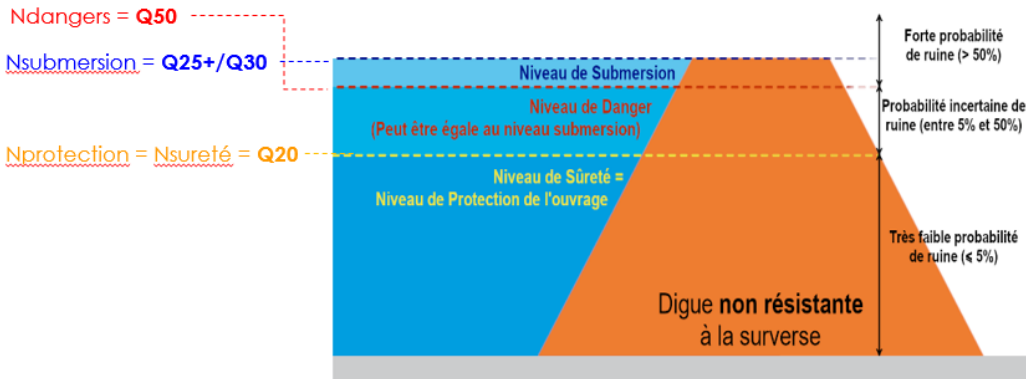 Ndangers = Q50
Nsubmersion = Q25+/Q30
Nprotection = Nsureté = Q20
Niveau de Submersion
Niveau de Danger
(Peut être égale au niveau submersion)
Niveau de Sûreté =
Niveau de Protection de l'ouvrage
Digue non résistante
à la surverse
Forte probabilité
de ruine (> 50%)
Probabilité incertaine de
ruine (entre 5% et 50%)
Très faible probabilité
de ruine (⩽ 5%)